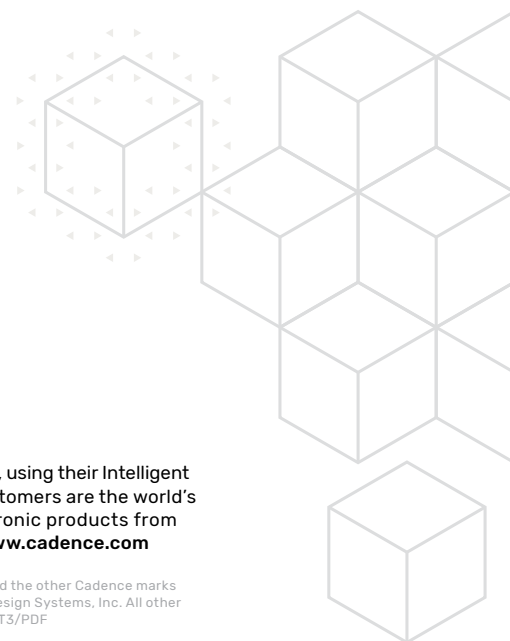 , using their Intelligent
tomers are the world's
ronic products from
w.cadence.com
d the other Cadence marks
esign Systems, Inc. All other
T3/PDF